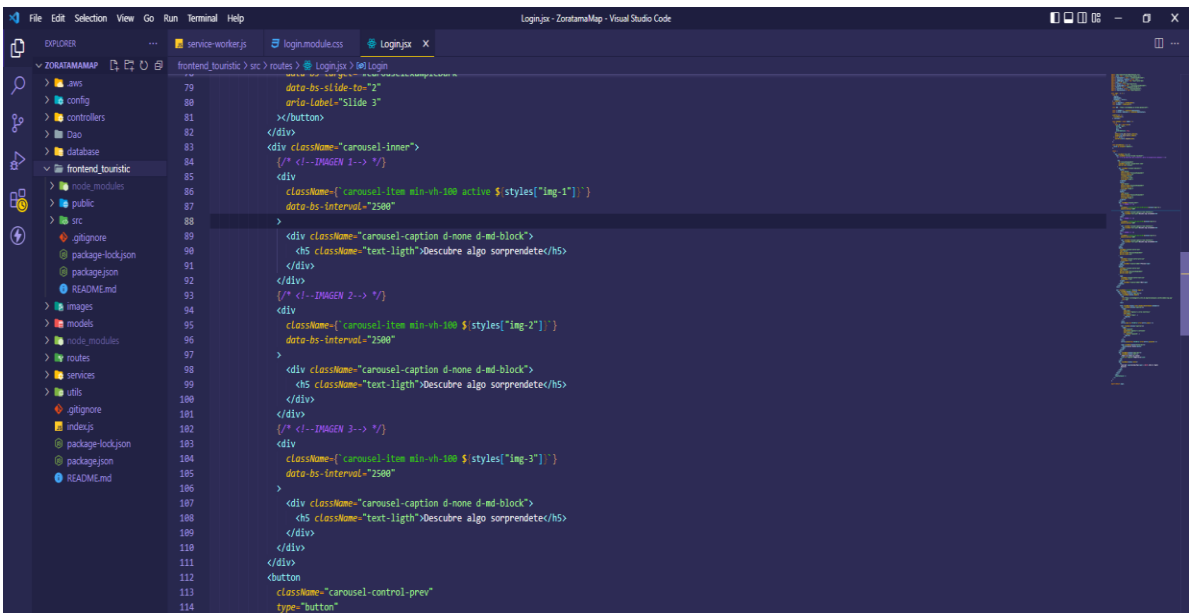 File Edit Selection View Go Run Terminal Help
Login.jsx - ZoratamaMap - Visual Studio Code
EXPLORER
service-worker.js
login.module.css
Login.jsx X
ZORATAMAMAP
frontend_touristic > src > routes > Login.jsx > Login
.aws
config
controllers
Dao
database
frontend_touristic
node_modules
public
src
.gitignore
package-lock.json
package.json
README.md
images
models
node_modules
routes
services
utils
.gitignore
index.js
package-lock.json
package.json
README.md
79 data-bs-slide-to="2"
80 aria-label="Slide 3"
81 ></button>
82 </div>
83 <div className="carousel-inner">
84 {/* <!--IMAGEN 1--> */}
85 <div
86 className={`carousel-item min-vh-100 active ${styles["img-1"]}`}
87 data-bs-interval="2500"
88 >
89 <div className="carousel-caption d-none d-md-block">
90 <h5 className="text-ligth">Descubre algo sorprendete</h5>
91 </div>
92 </div>
93 {/* <!--IMAGEN 2--> */}
94 <div
95 className={`carousel-item min-vh-100 ${styles["img-2"]}`}
96 data-bs-interval="2500"
97 >
98 <div className="carousel-caption d-none d-md-block">
99 <h5 className="text-ligth">Descubre algo sorprendete</h5>
100 </div>
101 </div>
102 {/* <!--IMAGEN 3--> */}
103 <div
104 className={`carousel-item min-vh-100 ${styles["img-3"]}`}
105 data-bs-interval="2500"
106 >
107 <div className="carousel-caption d-none d-md-block">
108 <h5 className="text-ligth">Descubre algo sorprendete</h5>
109 </div>
110 </div>
111 </div>
112 <button
113 className="carousel-control-prev"
114 type="button"